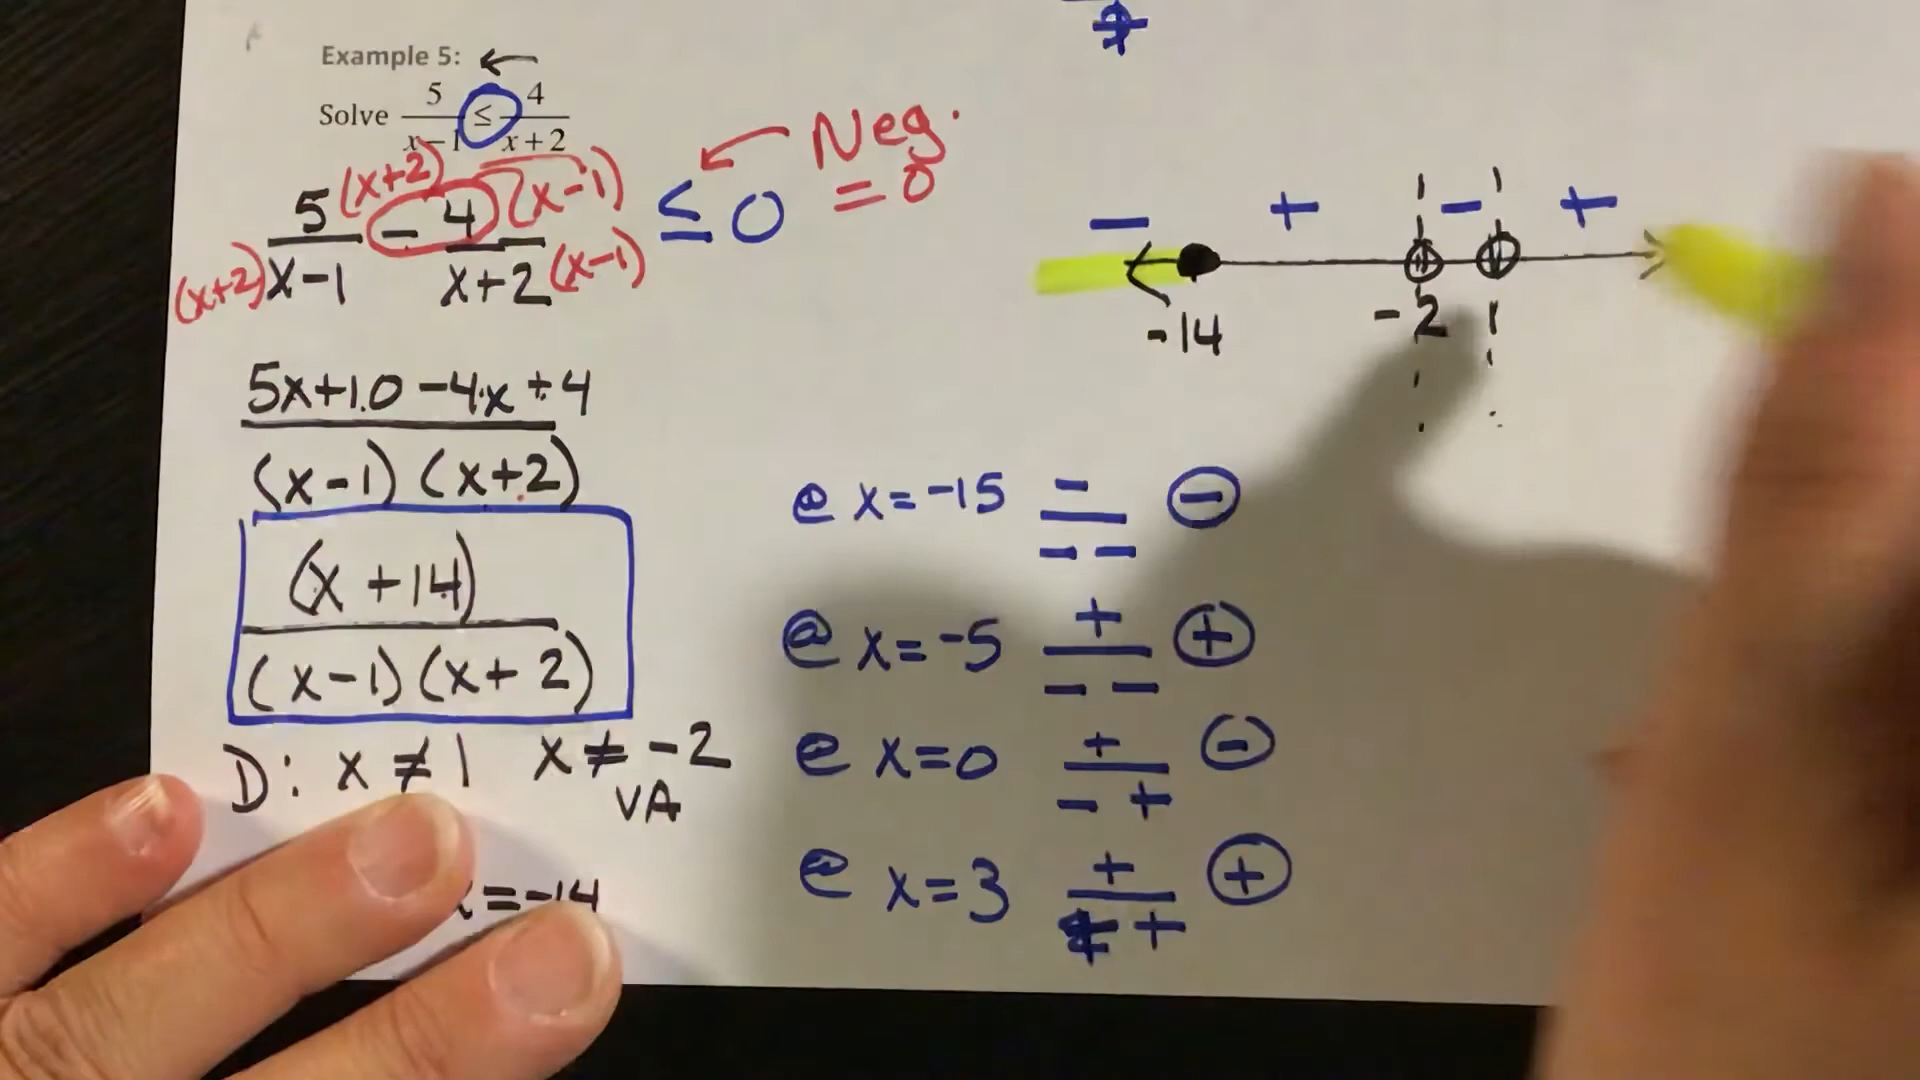 Example 5: ←
Solve 5/(x-1) ≤ 4/(x+2)
5(x+2) - 4(x-1) ≤ 0 ← Neg.
= 0
(x+2) x-1 x+2 (x-1)
5x+10 -4x +4
(x-1) (x+2)
(x +14)
(x-1) (x+2)
D: x ≠ 1 x ≠ -2
VA
x=-14
- + - +
-14 -2 1
@ x=-15 - / - - ⊖
@ x=-5 + / - - ⊕
@ x=0 + / - + ⊖
@ x=3 + / + + ⊕